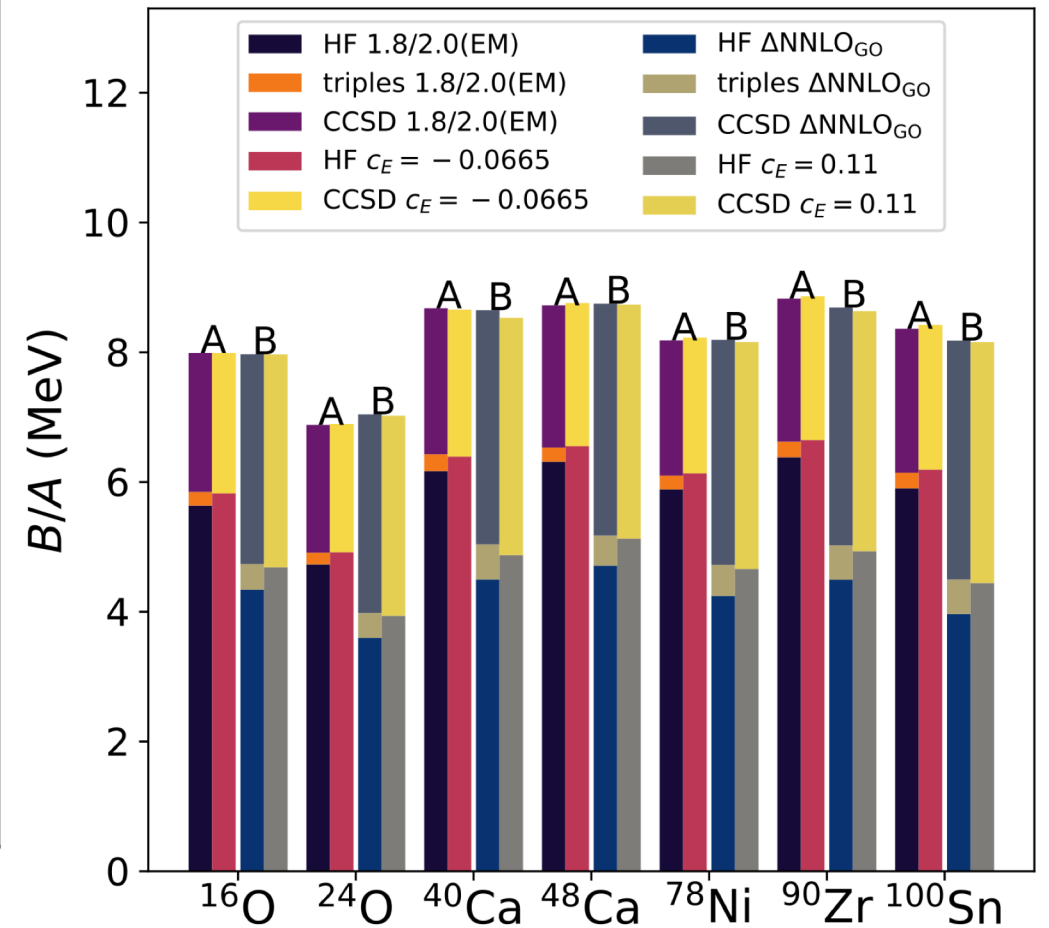 HF 1.8/2.0(EM)
triples 1.8/2.0(EM)
CCSD 1.8/2.0(EM)
HF c_E = −0.0665
CCSD c_E = −0.0665
HF ΔNNLO_GO
triples ΔNNLO_GO
CCSD ΔNNLO_GO
HF c_E = 0.11
CCSD c_E = 0.11
B/A (MeV)
12
10
8
6
4
2
0
A B
A B
A B
A B
A B
A B
A B
¹⁶O ²⁴O ⁴⁰Ca ⁴⁸Ca ⁷⁸Ni ⁹⁰Zr ¹⁰⁰Sn